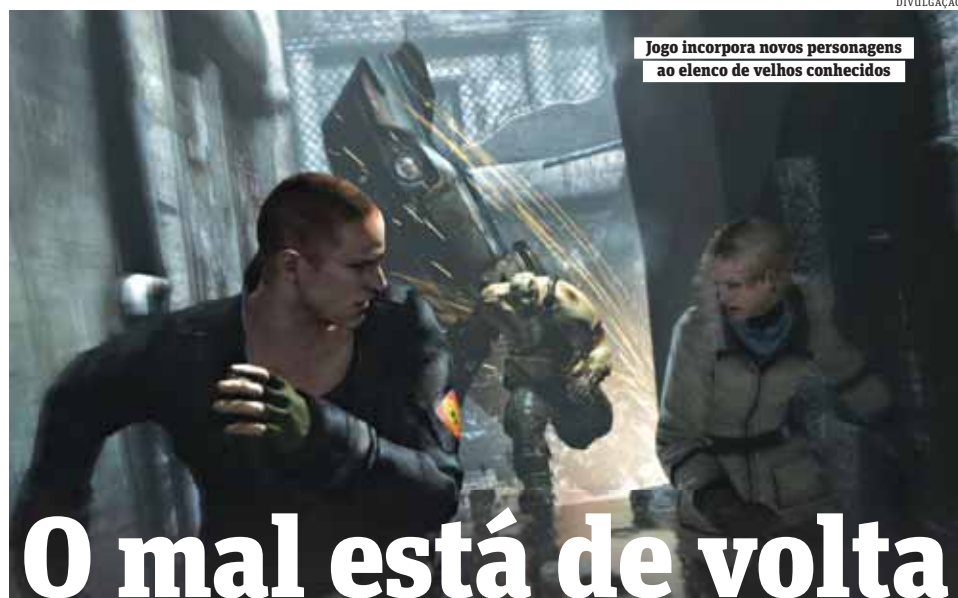 DIVULGAÇÃO
Jogo incorpora novos personagens
ao elenco de velhos conhecidos
O mal está de volta